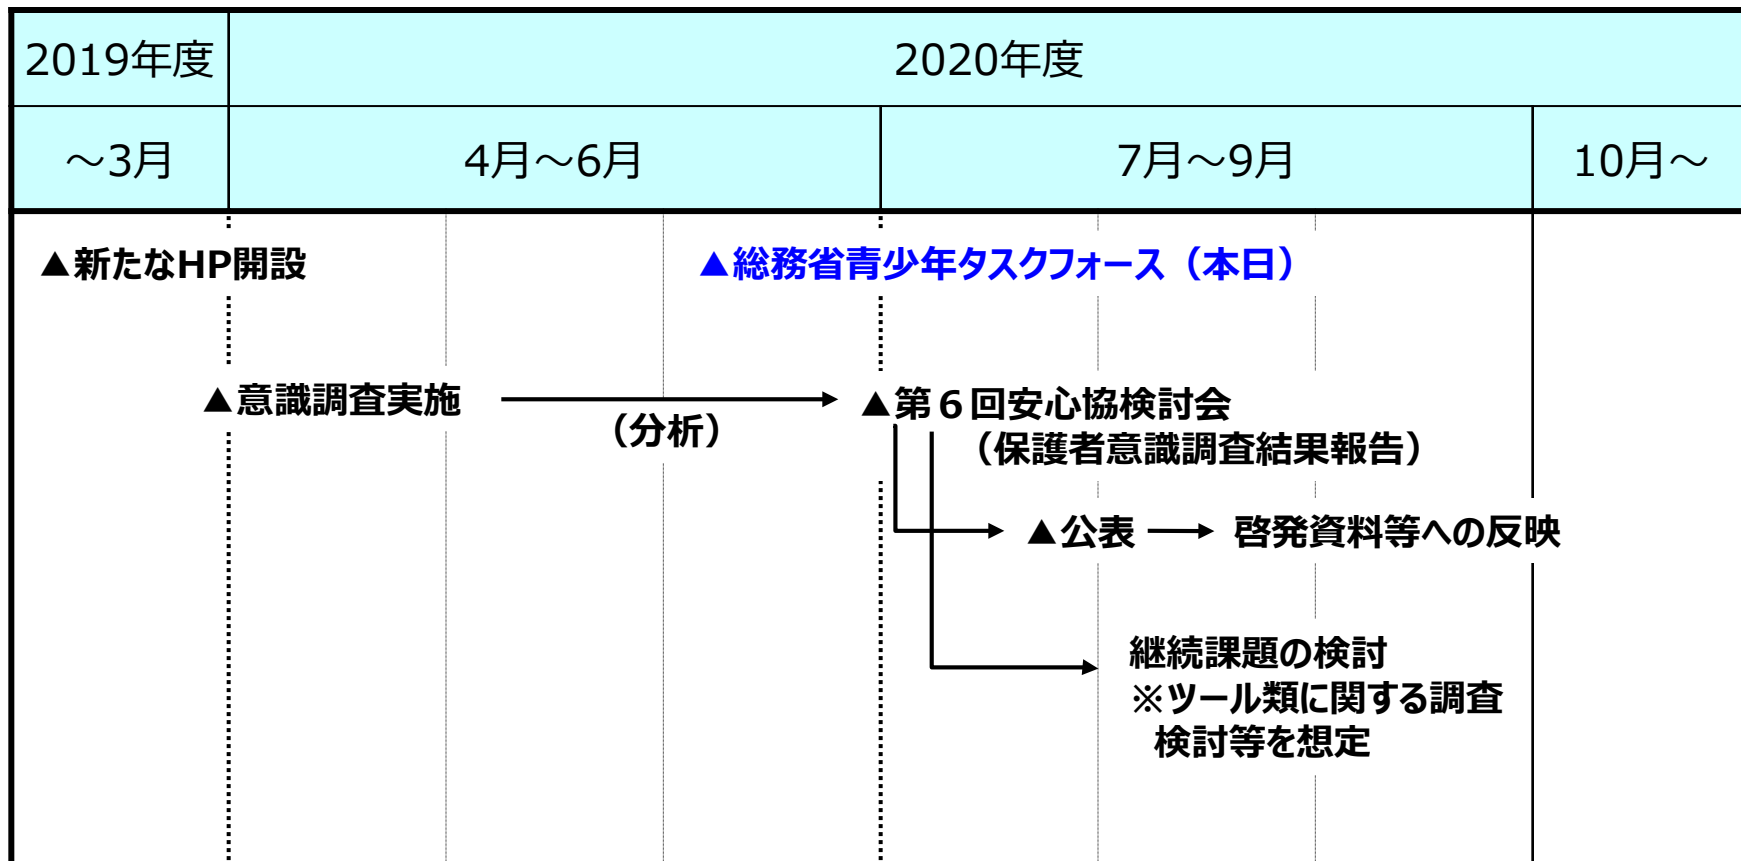 2019年度
2020年度
～3月
4月～6月
7月～9月
10月～
▲新たなHP開設
▲総務省青少年タスクフォース（本日）
▲意識調査実施
（分析）
▲第６回安心協検討会
（保護者意識調査結果報告）
▲公表
啓発資料等への反映
継続課題の検討
※ツール類に関する調査
検討等を想定